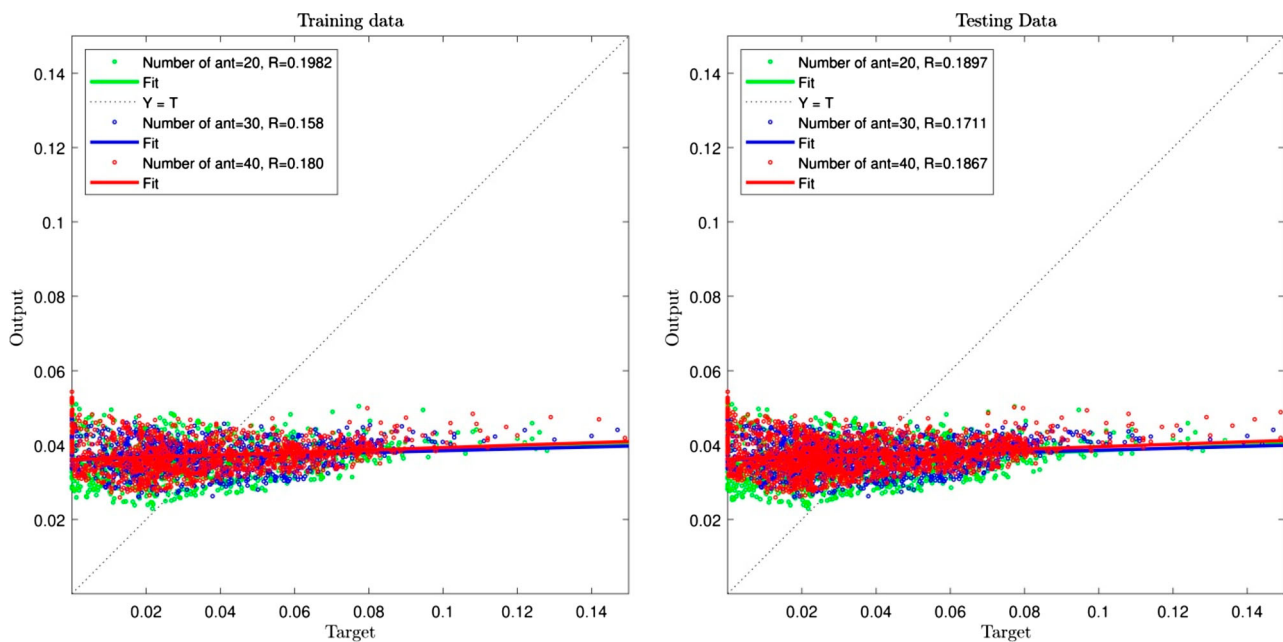 Training data
Number of ant=20, R=0.1982
Fit
Y = T
Number of ant=30, R=0.158
Fit
Number of ant=40, R=0.180
Fit
0.14
0.12
0.1
0.08
0.06
0.04
0.02
Output
0.02 0.04 0.06 0.08 0.1 0.12 0.14
Target
Testing Data
Number of ant=20, R=0.1897
Fit
Y = T
Number of ant=30, R=0.1711
Fit
Number of ant=40, R=0.1867
Fit
0.14
0.12
0.1
0.08
0.06
0.04
0.02
Output
0.02 0.04 0.06 0.08 0.1 0.12 0.14
Target